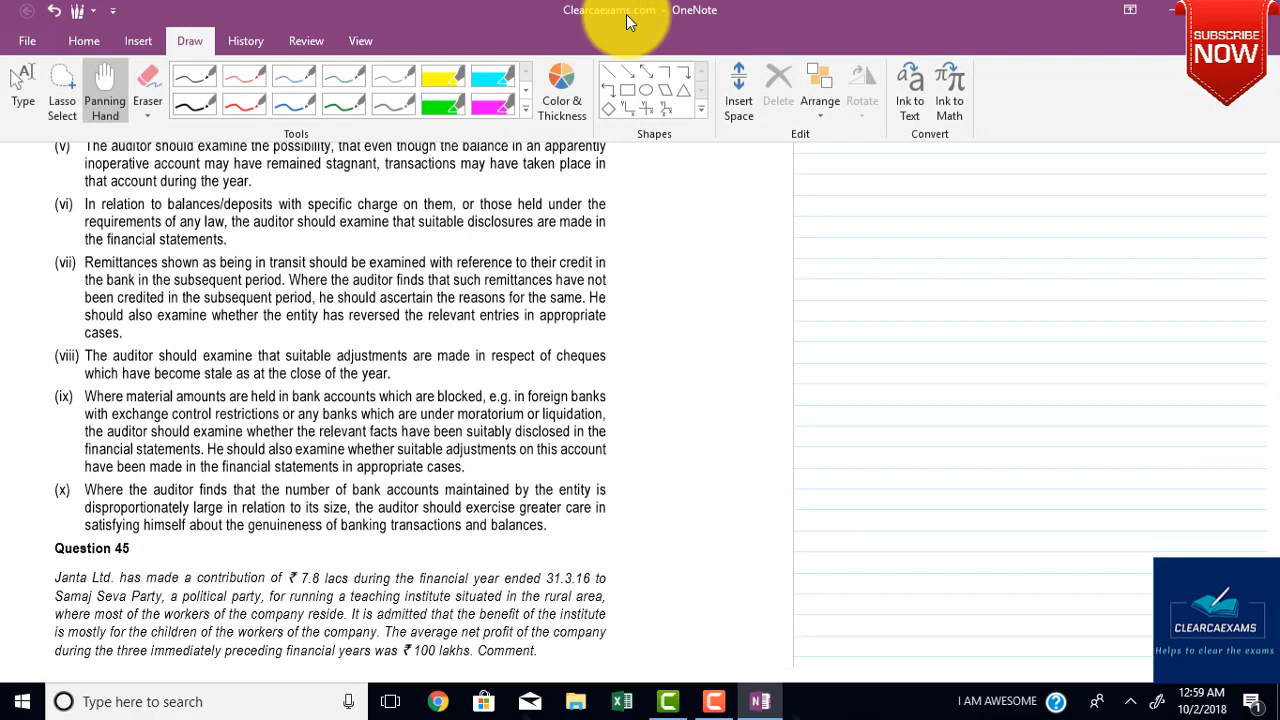 Clearcaexams.com - OneNote
SUBSCRIBE
NOW
File Home Insert Draw History Review View
Type
Lasso Select
Panning Hand
Eraser
Color & Thickness
Insert Space
Delete
Arrange
Rotate
Ink to Text
Ink to Math
Tools Shapes Edit Convert
(v) The auditor should examine the possibility, that even though the balance in an apparently
inoperative account may have remained stagnant, transactions may have taken place in
that account during the year.
(vi) In relation to balances/deposits with specific charge on them, or those held under the
requirements of any law, the auditor should examine that suitable disclosures are made in
the financial statements.
(vii) Remittances shown as being in transit should be examined with reference to their credit in
the bank in the subsequent period. Where the auditor finds that such remittances have not
been credited in the subsequent period, he should ascertain the reasons for the same. He
should also examine whether the entity has reversed the relevant entries in appropriate
cases.
(viii) The auditor should examine that suitable adjustments are made in respect of cheques
which have become stale as at the close of the year.
(ix) Where material amounts are held in bank accounts which are blocked, e.g. in foreign banks
with exchange control restrictions or any banks which are under moratorium or liquidation,
the auditor should examine whether the relevant facts have been suitably disclosed in the
financial statements. He should also examine whether suitable adjustments on this account
have been made in the financial statements in appropriate cases.
(x) Where the auditor finds that the number of bank accounts maintained by the entity is
disproportionately large in relation to its size, the auditor should exercise greater care in
satisfying himself about the genuineness of banking transactions and balances.
Question 45
Janta Ltd. has made a contribution of ₹ 7.8 lacs during the financial year ended 31.3.16 to
Samaj Seva Party, a political party, for running a teaching institute situated in the rural area,
where most of the workers of the company reside. It is admitted that the benefit of the institute
is mostly for the children of the workers of the company. The average net profit of the company
during the three immediately preceding financial years was ₹ 100 lakhs. Comment.
CLEARCAEXAMS
Helps to clear the exams
Type here to search
I AM AWESOME
12:59 AM
10/2/2018
1